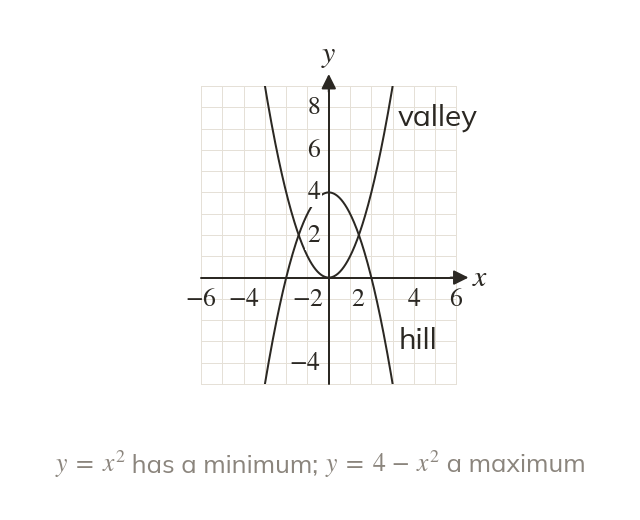 y
8
valley
6
4
2
x
−6 −4 −2 2 4 6
hill
−4
y = x² has a minimum; y = 4 − x² a maximum